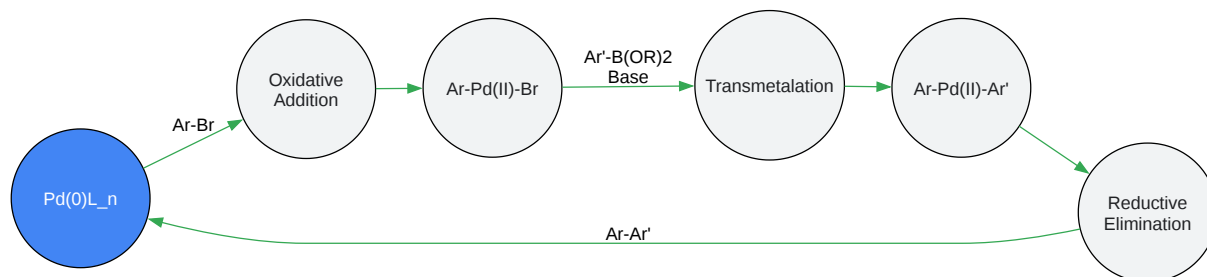 Pd(0)L_n
Ar-Br
Oxidative
Addition
Ar-Pd(II)-Br
Ar'-B(OR)2
Base
Transmetalation
Ar-Pd(II)-Ar'
Reductive
Elimination
Ar-Ar'